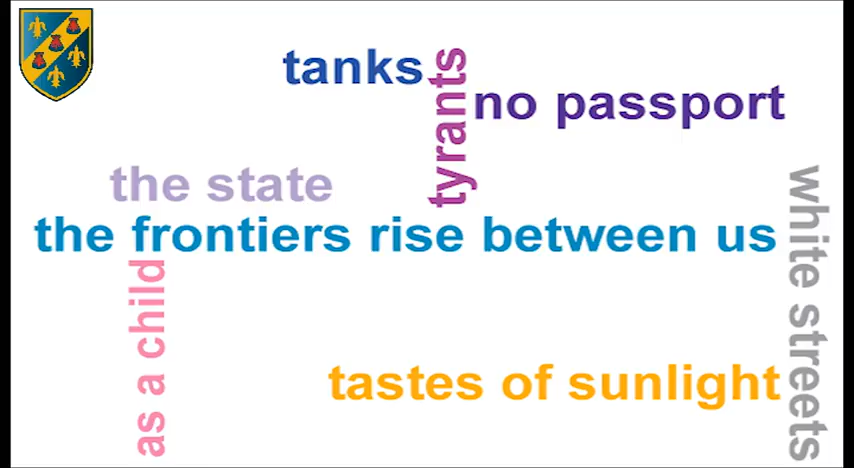 tanks
tyrants
no passport
the state
white streets
the frontiers rise between us
as a child
tastes of sunlight